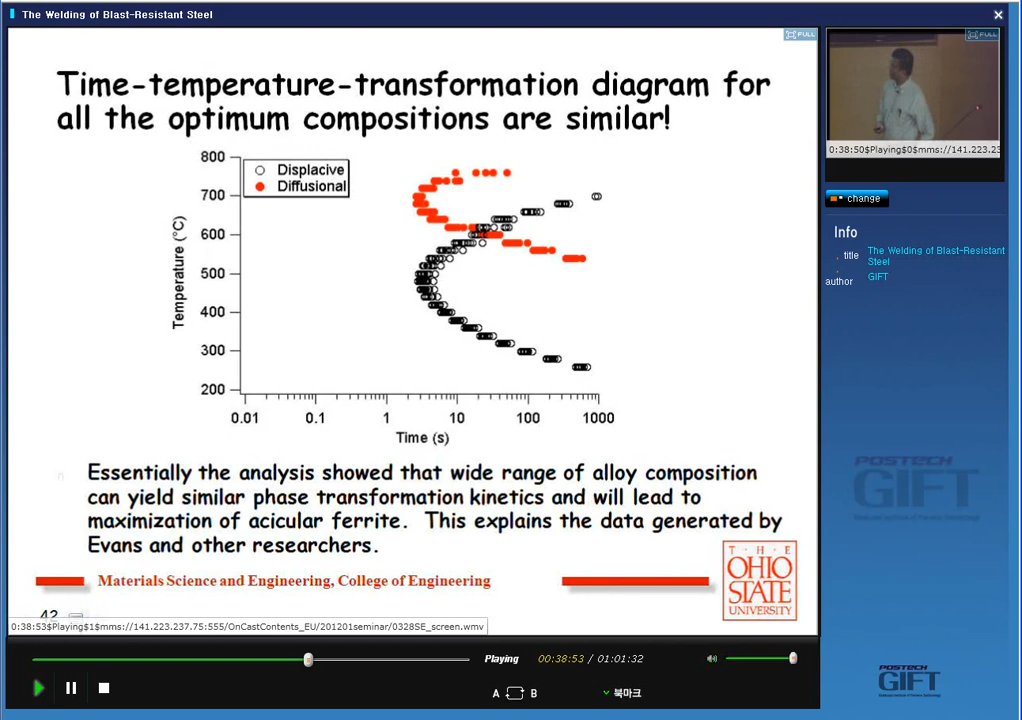 The Welding of Blast-Resistant Steel
FULL
Time-temperature-transformation diagram for
all the optimum compositions are similar!
800
700
600
500
400
300
200
Temperature (°C)
Displacive
Diffusional
0.01 0.1 1 10 100 1000
Time (s)
Essentially the analysis showed that wide range of alloy composition
can yield similar phase transformation kinetics and will lead to
maximization of acicular ferrite. This explains the data generated by
Evans and other researchers.
Materials Science and Engineering, College of Engineering
T · H · E
OHIO
STATE
UNIVERSITY
42
0:38:53$Playing$1$mms://141.223.237.75:555/OnCastContents_EU/201201seminar/0328SE_screen.wmv
Playing 00:38:53 / 01:01:32
A B 북마크
FULL
0:38:50$Playing$0$mms://141.223.23
change
Info
title The Welding of Blast-Resistant
Steel
author GIFT
POSTECH
GIFT
POSTECH
GIFT